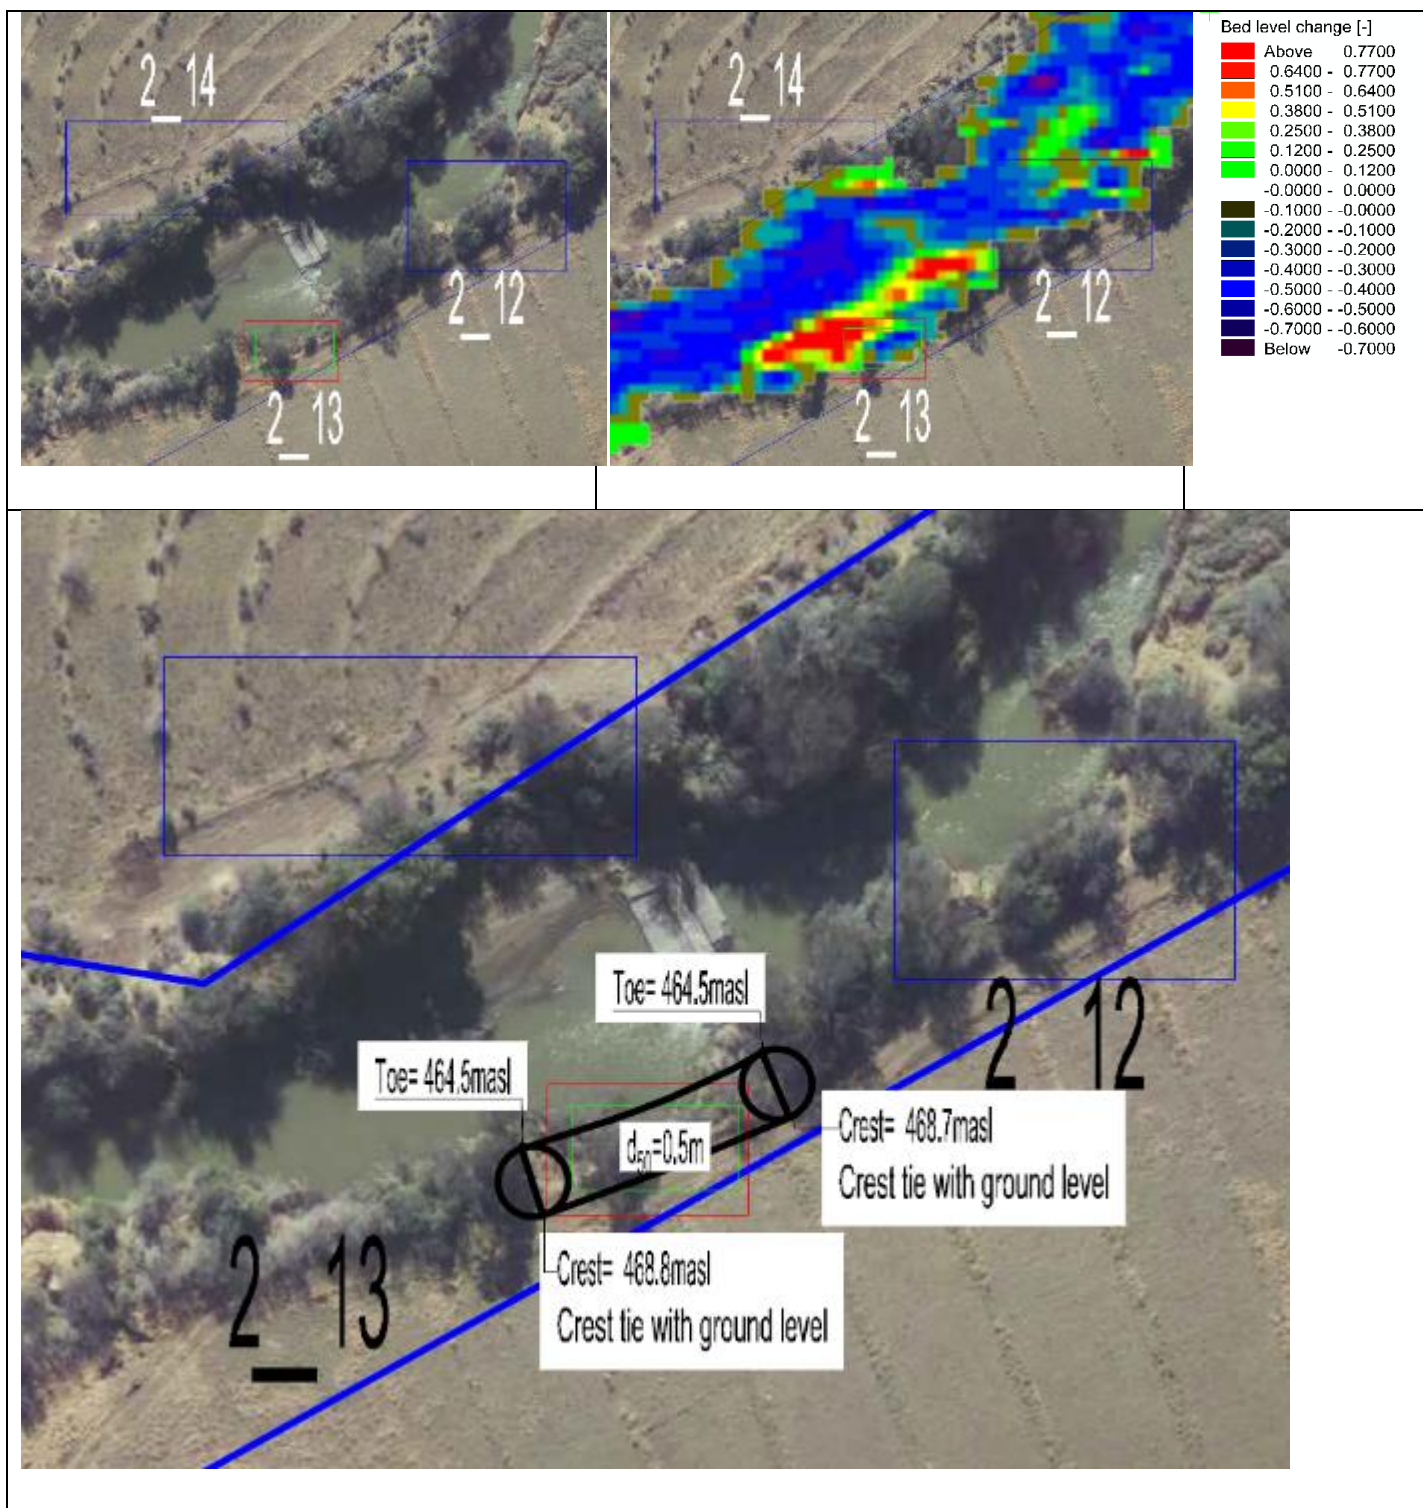 2_14
2_12
2_13
2_14
2_12
2_13
Bed level change [-]
Above 0.7700
0.6400 - 0.7700
0.5100 - 0.6400
0.3800 - 0.5100
0.2500 - 0.3800
0.1200 - 0.2500
0.0000 - 0.1200
-0.0000 - 0.0000
-0.1000 - -0.0000
-0.2000 - -0.1000
-0.3000 - -0.2000
-0.4000 - -0.3000
-0.5000 - -0.4000
-0.6000 - -0.5000
-0.7000 - -0.6000
Below -0.7000
Toe= 464.5masl
Toe= 464.5masl
2_12
d50=0.5m
Crest= 468.7masl
Crest tie with ground level
2_13
Crest= 468.8masl
Crest tie with ground level